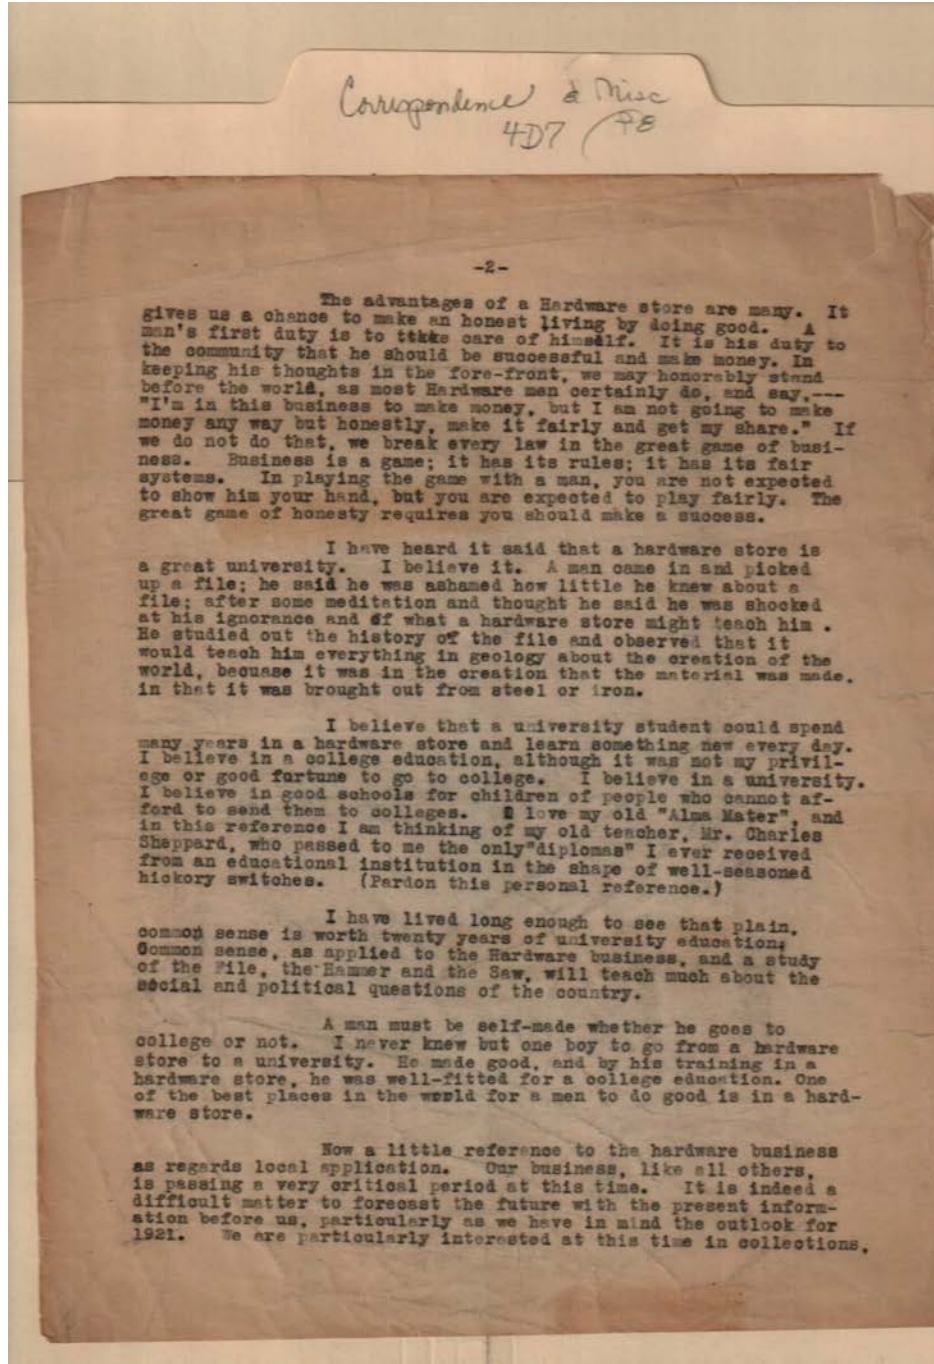 Correspondence & Misc
4D7
-2-
The advantages of a Hardware store are many. It
gives us a chance to make an honest living by doing good. A
man's first duty is to tttke care of himself. It is his duty to
the community that he should be successful and make money. In
keeping his thoughts in the fore-front, we may honorably stand
before the world, as most Hardware men certainly do, and say,---
"I'm in this business to make money, but I am not going to make
money any way but honestly, make it fairly and get my share." If
we do not do that, we break every law in the great game of busi-
ness. Business is a game; it has its rules; it has its fair
systems. In playing the game with a man, you are not expected
to show him your hand, but you are expected to play fairly. The
great game of honesty requires you should make a success.
I have heard it said that a hardware store is
a great university. I believe it. A man came in and picked
up a file; he said he was ashamed how little he knew about a
file; after some meditation and thought he said he was shocked
at his ignorance and of what a hardware store might teach him .
He studied out the history of the file and observed that it
would teach him everything in geology about the creation of the
world, becuase it was in the creation that the material was made,
in that it was brought out from steel or iron.
I believe that a university student could spend
many years in a hardware store and learn something new every day.
I believe in a college education, although it was not my privil-
ege or good fortune to go to college. I believe in a university.
I believe in good schools for children of people who cannot af-
ford to send them to colleges. I love my old "Alma Mater", and
in this reference I am thinking of my old teacher, Mr. Charles
Sheppard, who passed to me the only"diplomas" I ever received
from an educational institution in the shape of well-seasoned
hickory switches. (Pardon this personal reference.)
I have lived long enough to see that plain,
common sense is worth twenty years of university education.
Common sense, as applied to the Hardware business, and a study
of the File, the Hammer and the Saw, will teach much about the
social and political questions of the country.
A man must be self-made whether he goes to
college or not. I never knew but one boy to go from a hardware
store to a university. He made good, and by his training in a
hardware store, he was well-fitted for a college education. One
of the best places in the world for a men to do good is in a hard-
ware store.
Now a little reference to the hardware business
as regards local application. Our business, like all others,
is passing a very critical period at this time. It is indeed a
difficult matter to forecast the future with the present inform-
ation before us, particularly as we have in mind the outlook for
1921. We are particularly interested at this time in collections,